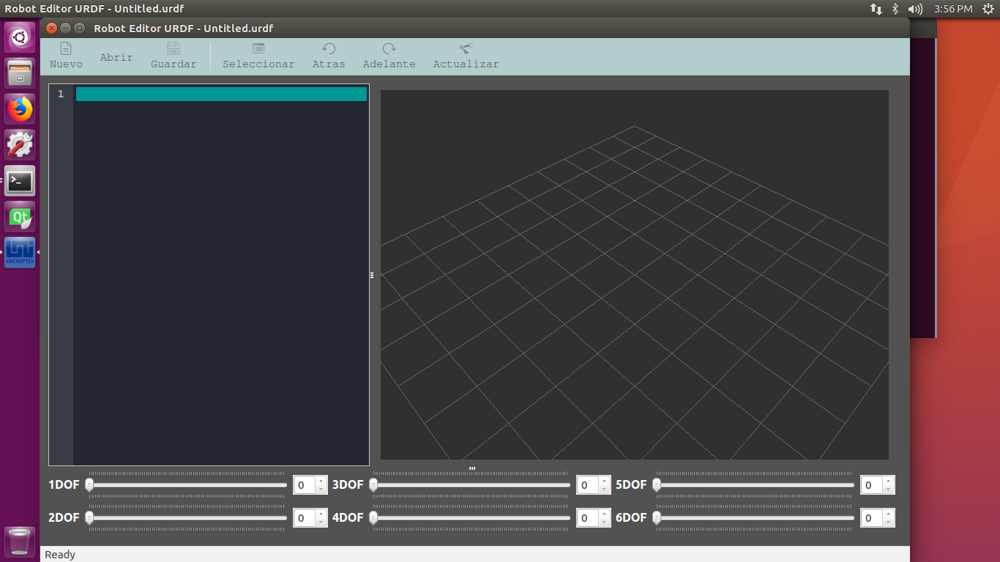 Robot Editor URDF - Untitled.urdf
3:56 PM
Robot Editor URDF - Untitled.urdf
Nuevo
Abrir
Guardar
Seleccionar
Atras
Adelante
Actualizar
1
>_
Qt
<SCRIPT/>
1DOF 0 3DOF 0 5DOF 0
2DOF 0 4DOF 0 6DOF 0
Ready